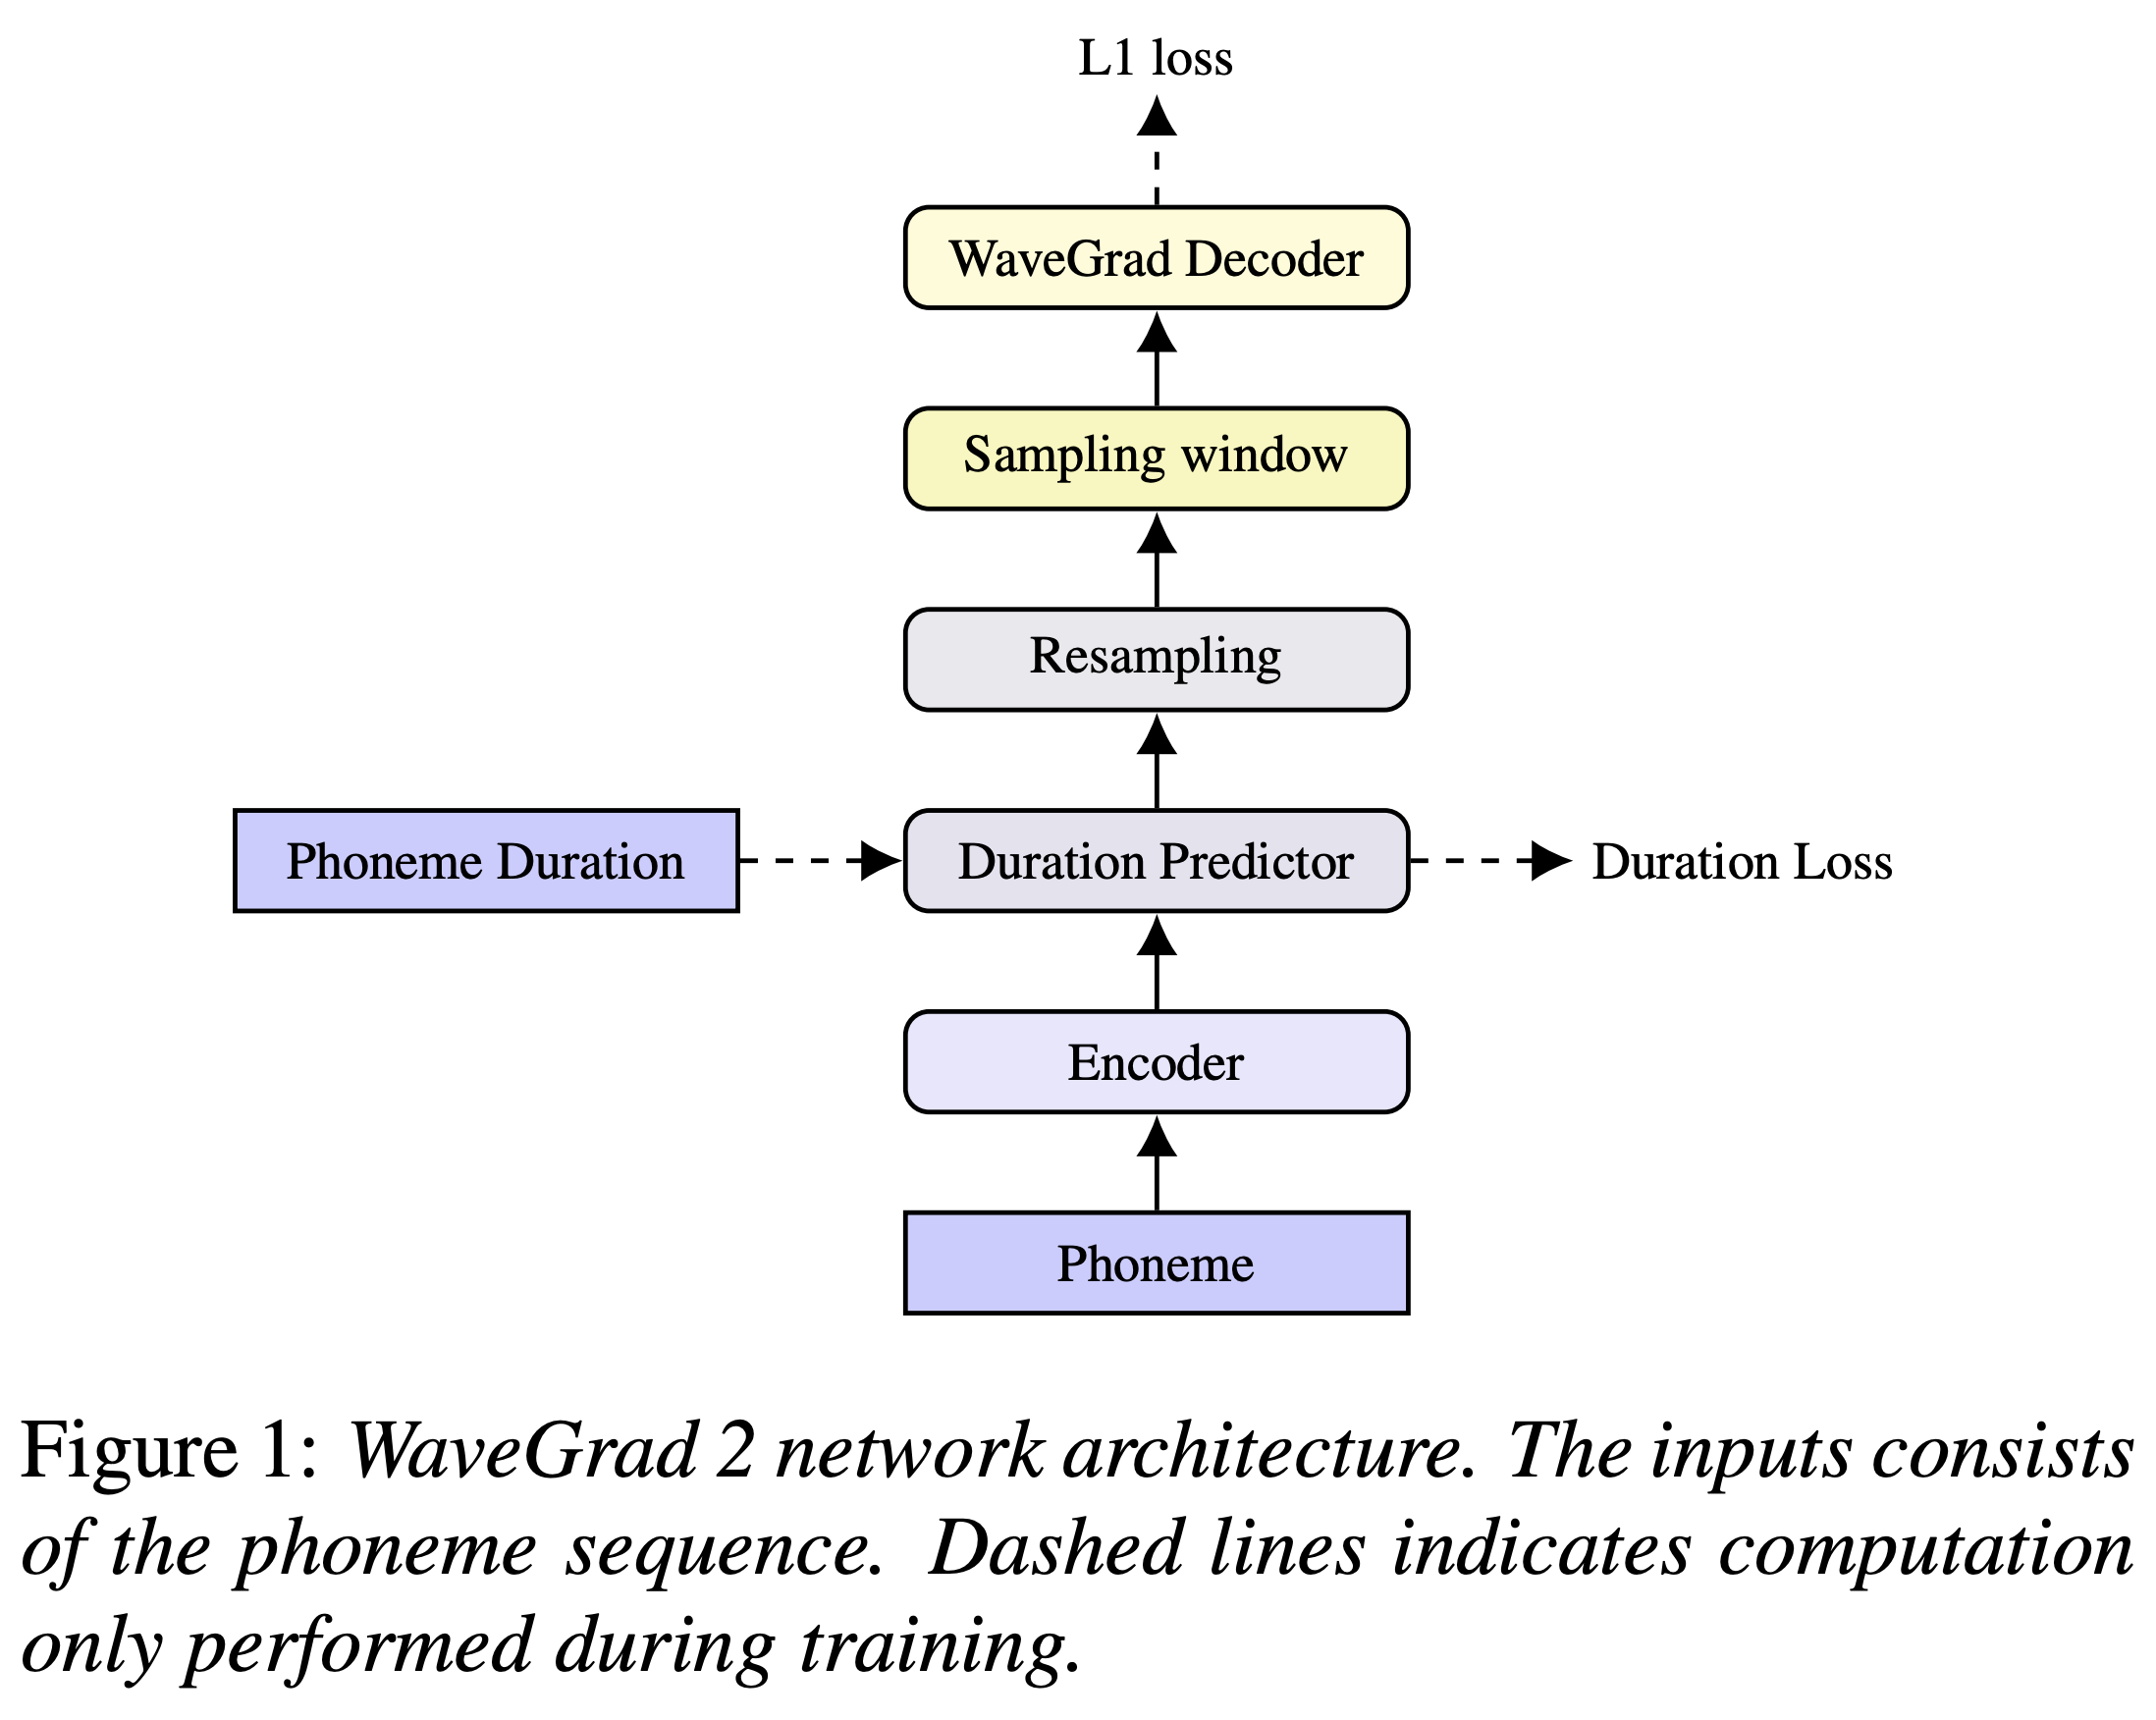 L1 loss
WaveGrad Decoder
Sampling window
Resampling
Phoneme Duration
Duration Predictor
Duration Loss
Encoder
Phoneme
Figure 1: WaveGrad 2 network architecture. The inputs consists
of the phoneme sequence. Dashed lines indicates computation
only performed during training.